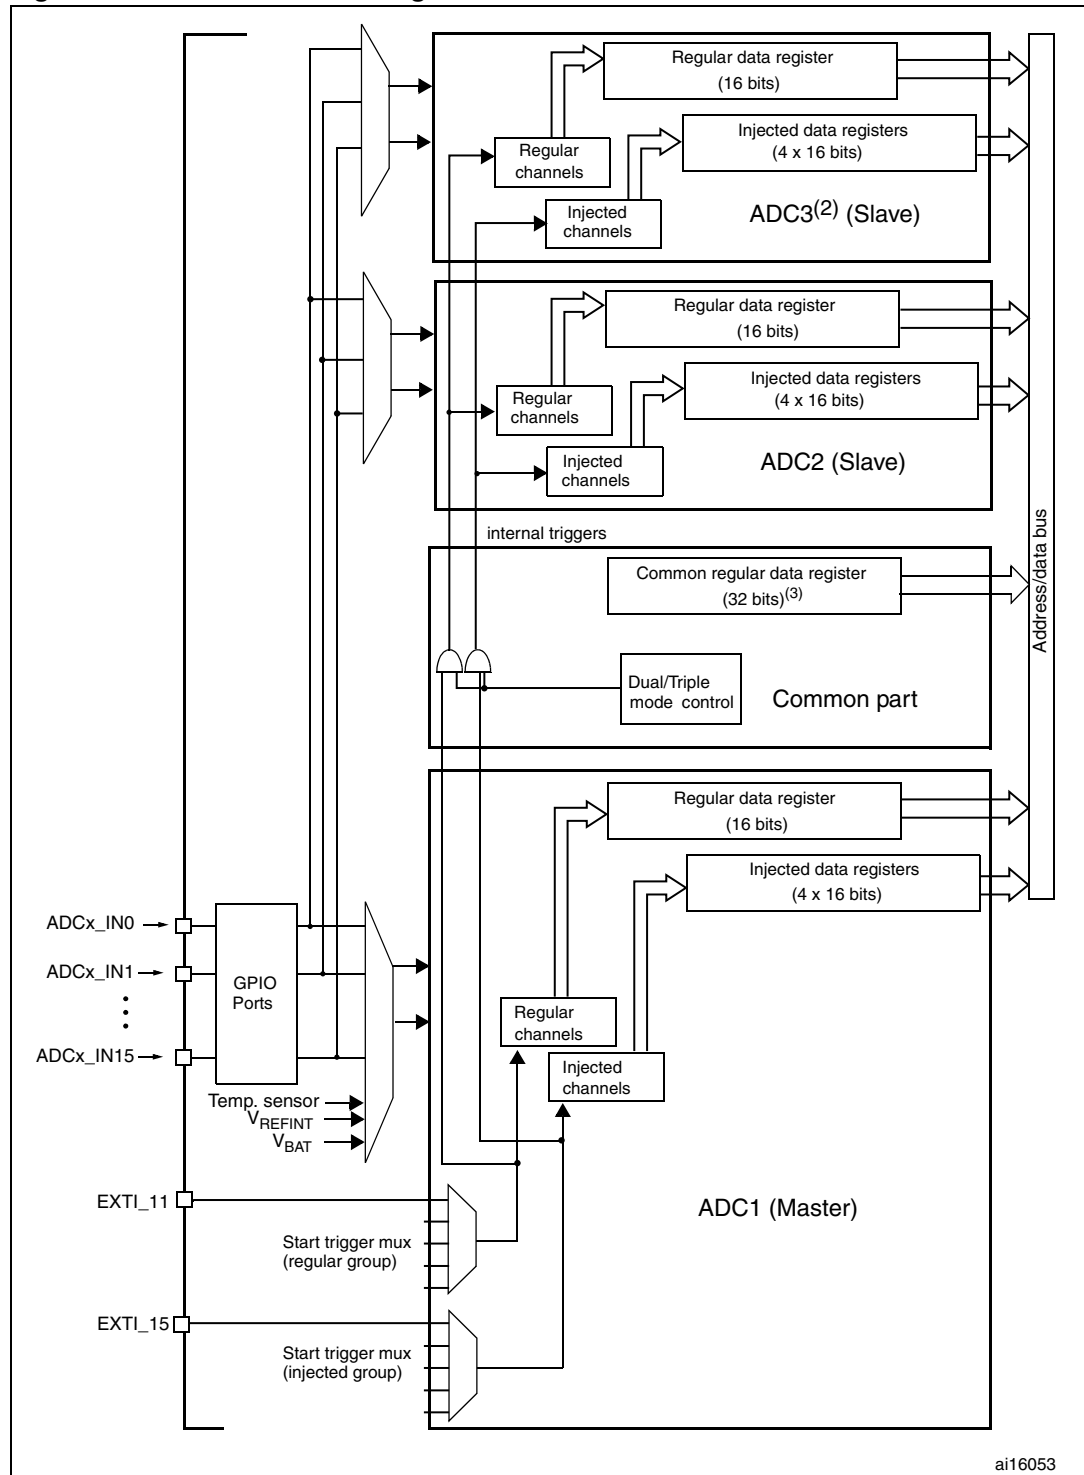 Regular data register
(16 bits)
Injected data registers
(4 x 16 bits)
Regular
channels
Injected
channels
ADC3(2) (Slave)
Regular data register
(16 bits)
Injected data registers
(4 x 16 bits)
Regular
channels
Injected
channels
ADC2 (Slave)
internal triggers
Common regular data register
(32 bits)(3)
Dual/Triple
mode control
Common part
Address/data bus
Regular data register
(16 bits)
Injected data registers
(4 x 16 bits)
ADCx_IN0
ADCx_IN1
ADCx_IN15
GPIO
Ports
Regular
channels
Injected
channels
Temp. sensor
VREFINT
VBAT
EXTI_11
Start trigger mux
(regular group)
ADC1 (Master)
EXTI_15
Start trigger mux
(injected group)
ai16053